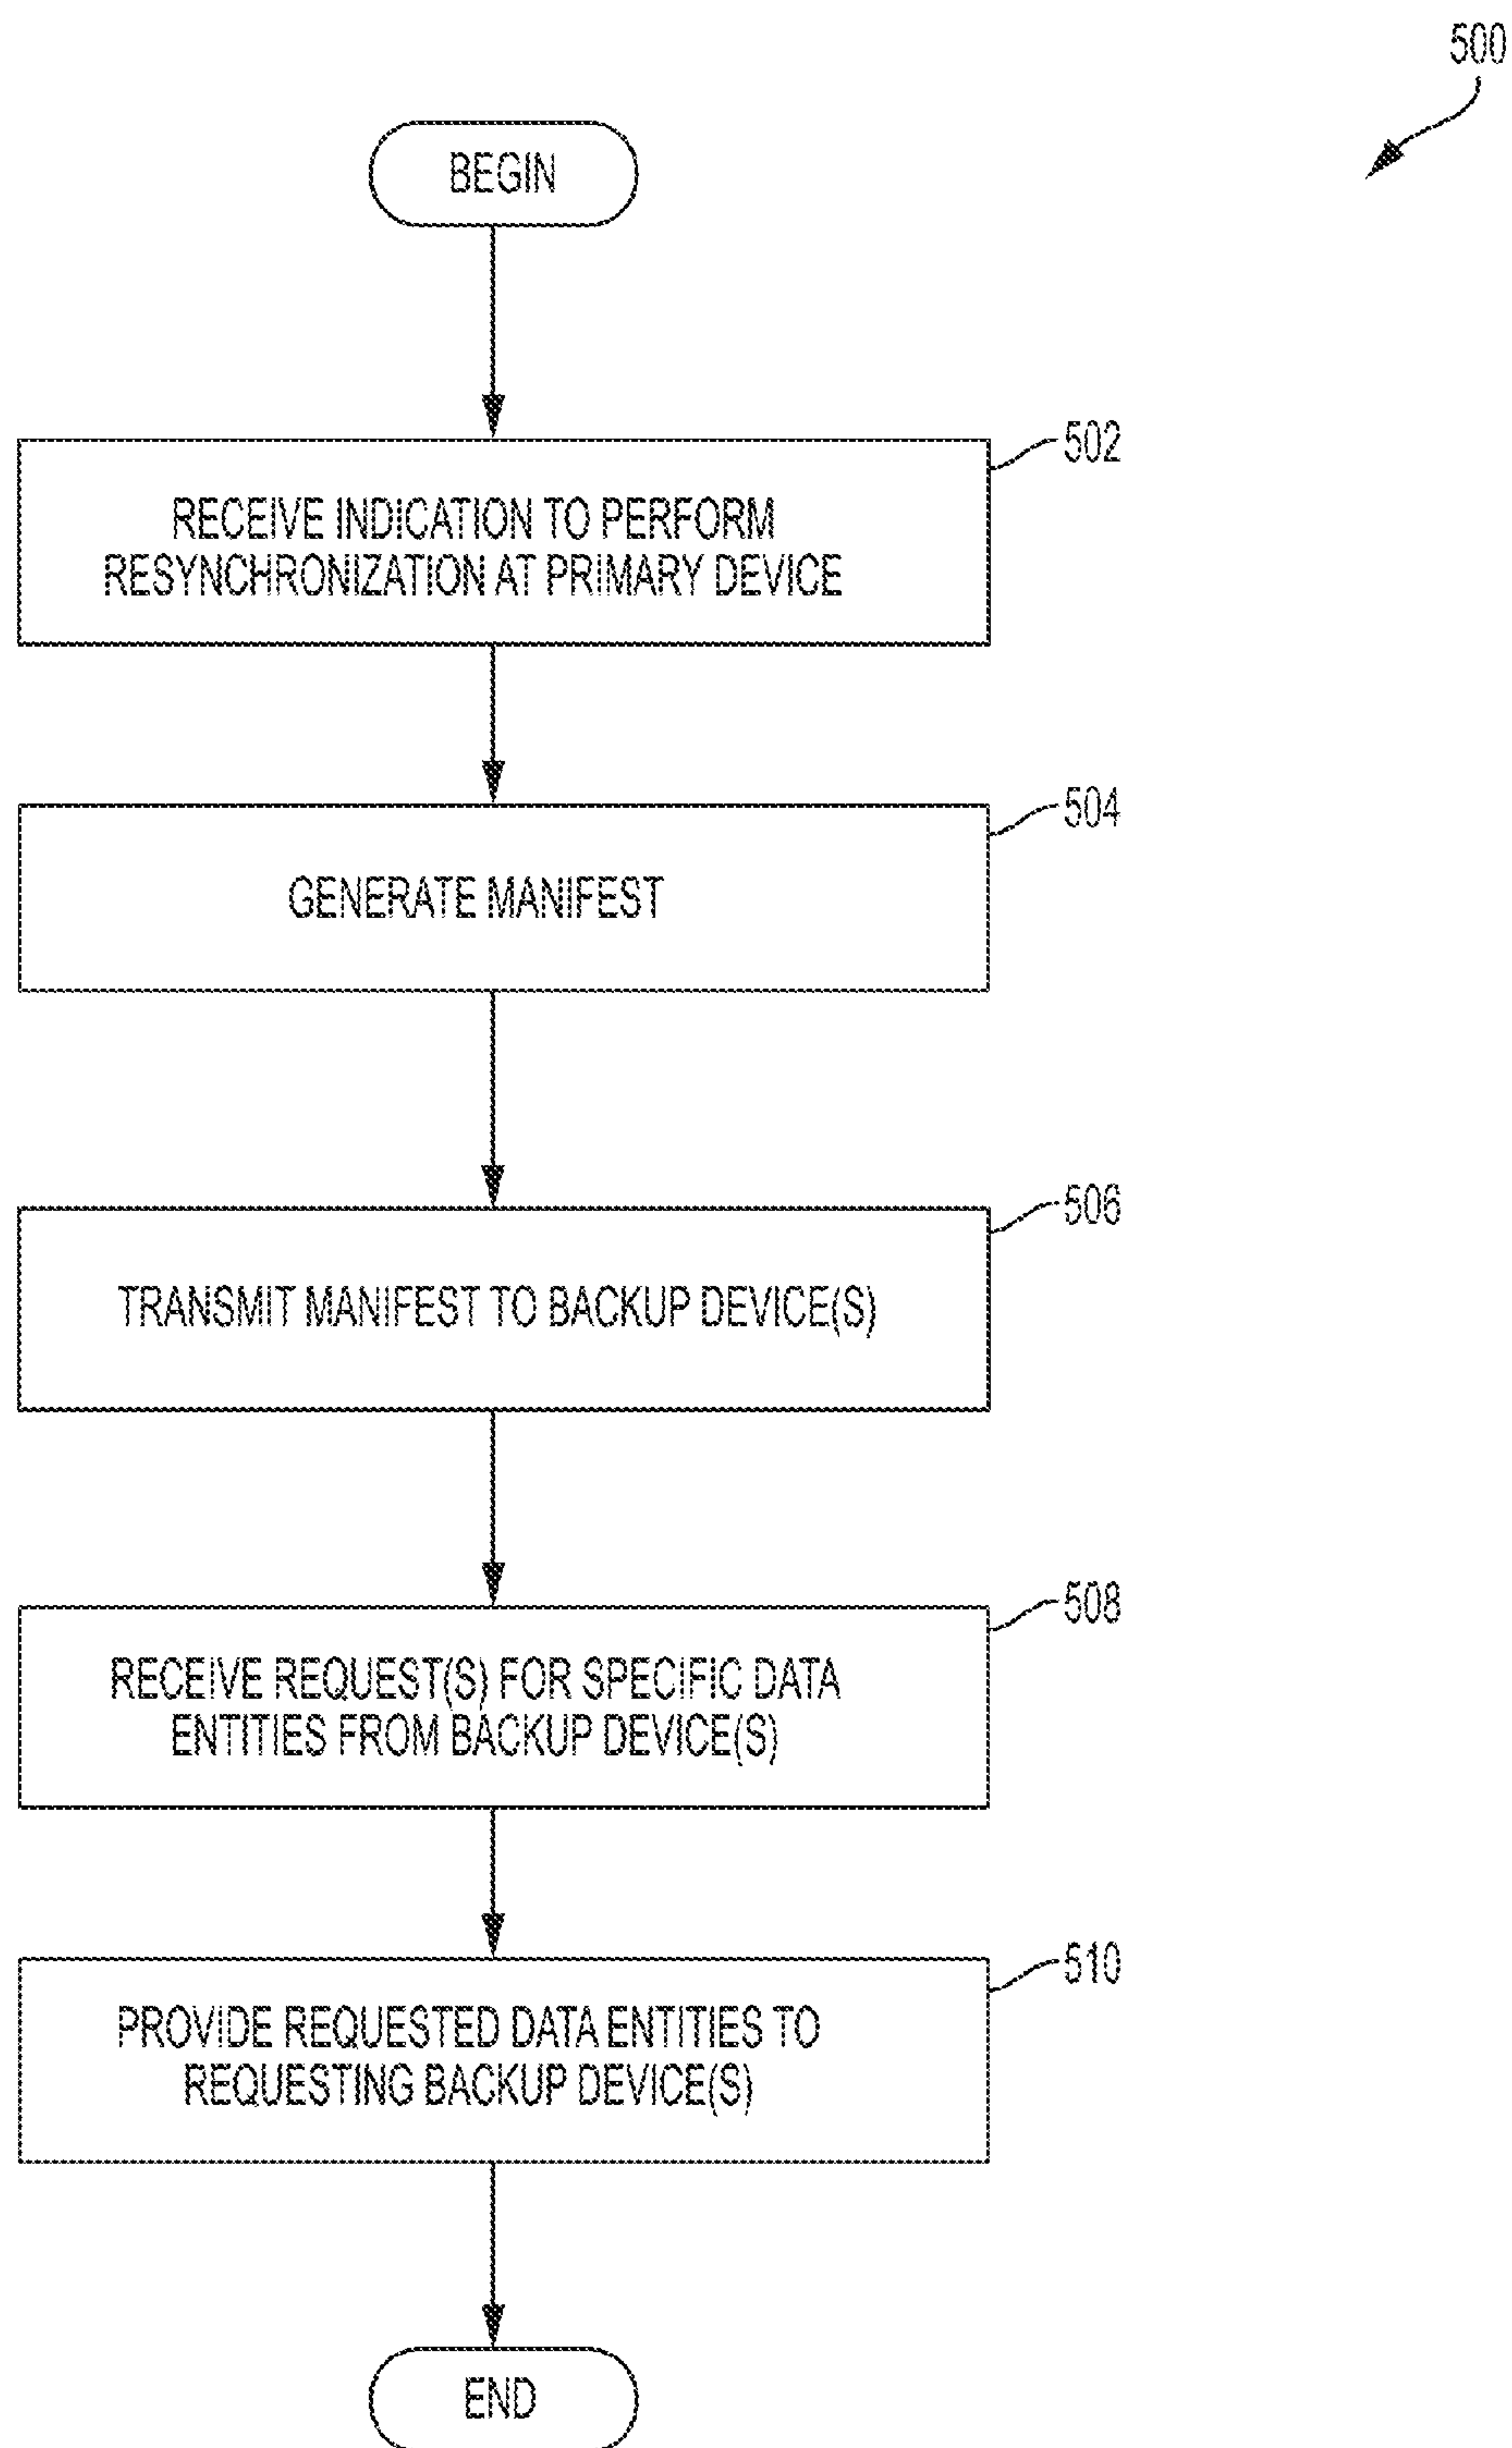 500
BEGIN
502
RECEIVE INDICATION TO PERFORM
RESYNCHRONIZATION AT PRIMARY DEVICE
504
GENERATE MANIFEST
506
TRANSMIT MANIFEST TO BACKUP DEVICE(S)
508
RECEIVE REQUEST(S) FOR SPECIFIC DATA
ENTITIES FROM BACKUP DEVICE(S)
510
PROVIDE REQUESTED DATA ENTITIES TO
REQUESTING BACKUP DEVICE(S)
END